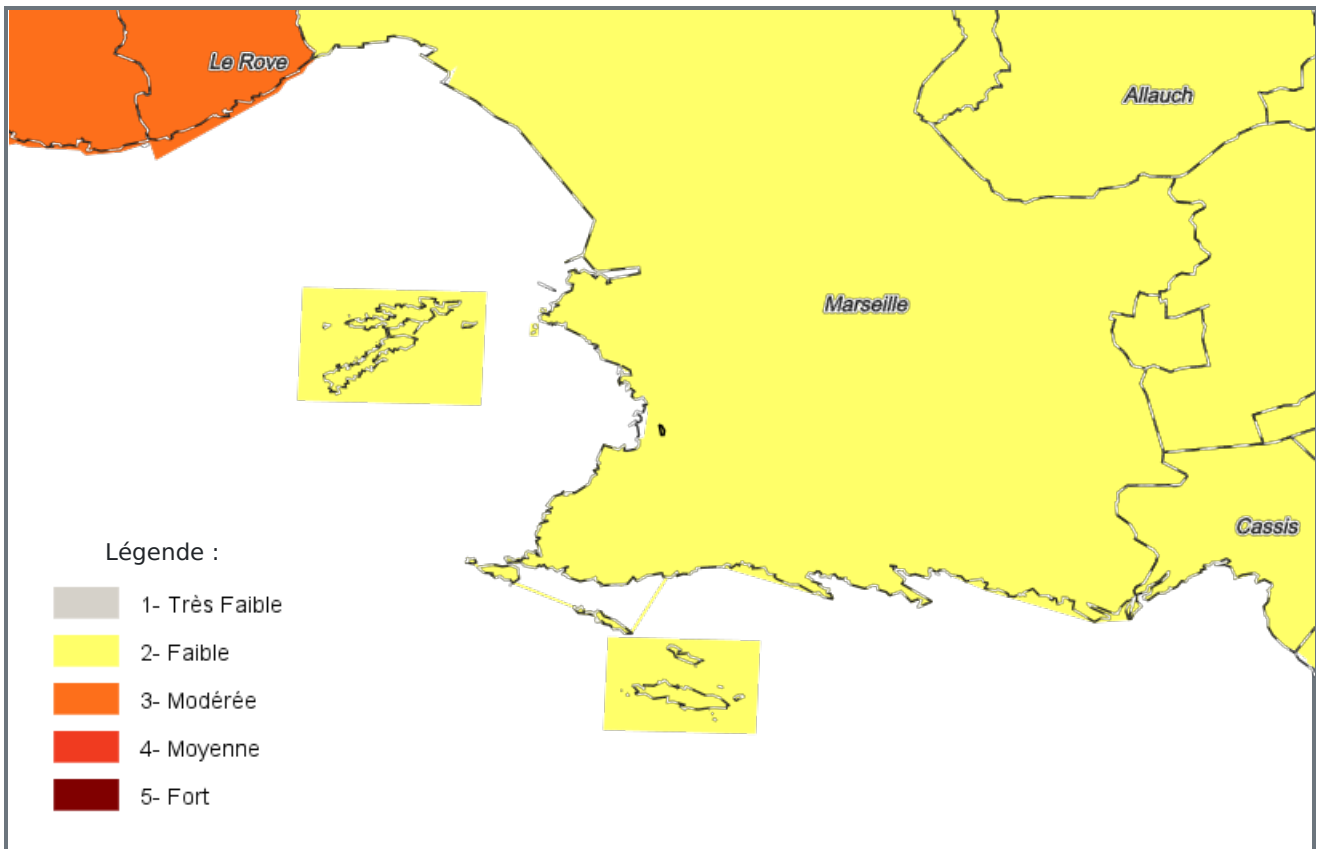 Le Rove
Allauch
Marseille
Cassis
Légende :
1- Très Faible
2- Faible
3- Modérée
4- Moyenne
5- Fort